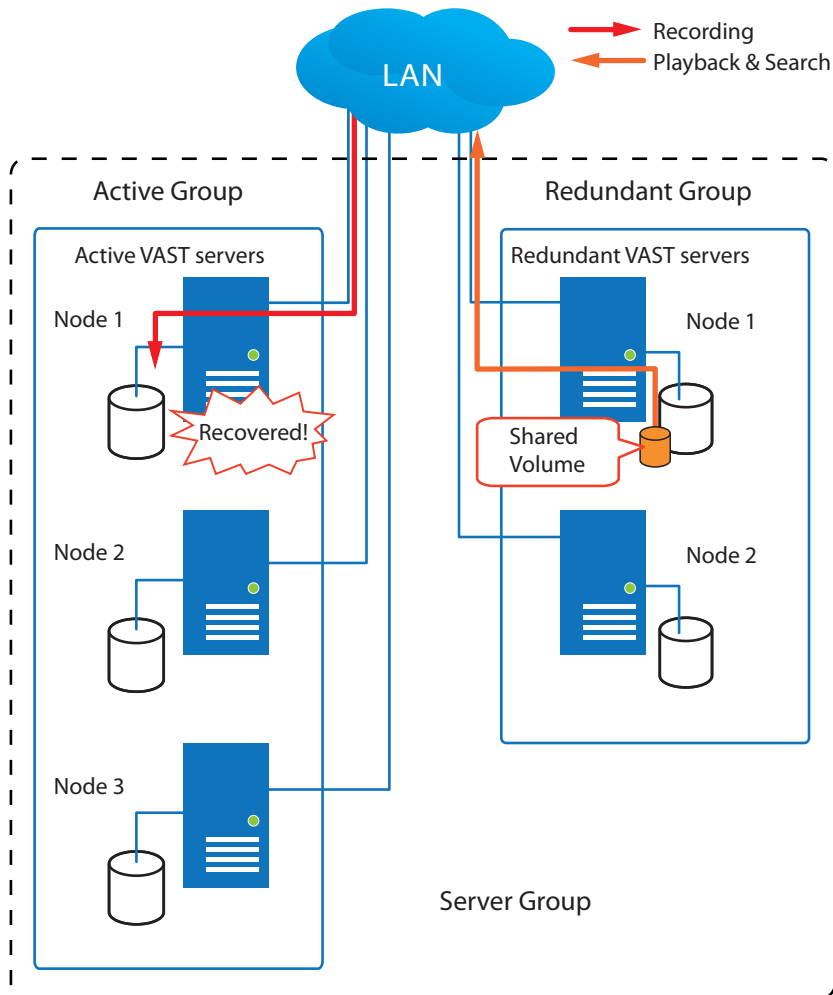 LAN
Recording
Playback & Search
Active Group
Redundant Group
Active VAST servers
Redundant VAST servers
Node 1
Node 1
Recovered!
Shared
Volume
Node 2
Node 2
Node 3
Server Group